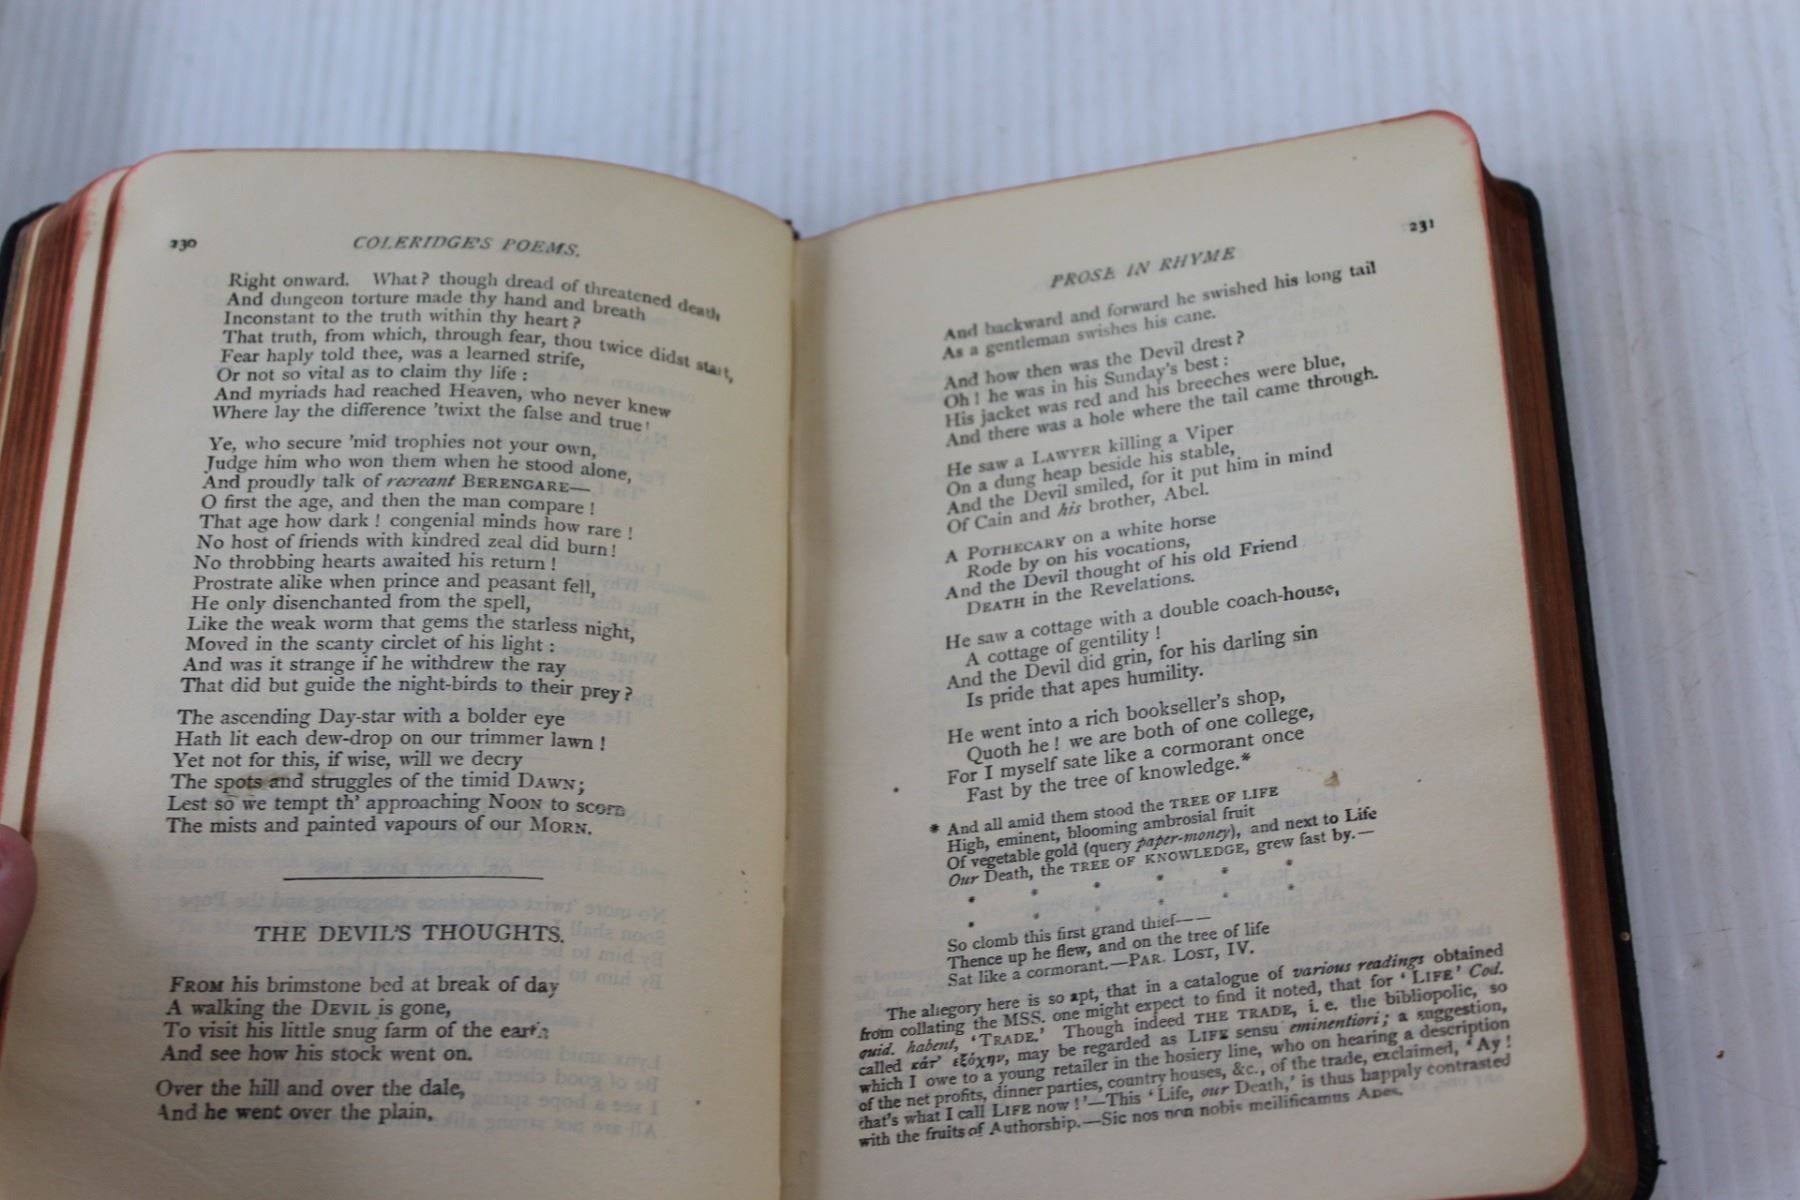 230
COLERIDGE'S POEMS.
Right onward. What? though dread of threatened death
And dungeon torture made thy hand and breath
Inconstant to the truth within thy heart?
That truth, from which, through fear, thou twice didst start,
Fear haply told thee, was a learned strife,
Or not so vital as to claim thy life:
And myriads had reached Heaven, who never knew
Where lay the difference 'twixt the false and true!
Ye, who secure 'mid trophies not your own,
Judge him who won them when he stood alone,
And proudly talk of recreant BERENGARE—
O first the age, and then the man compare!
That age how dark! congenial minds how rare!
No host of friends with kindred zeal did burn!
No throbbing hearts awaited his return!
Prostrate alike when prince and peasant fell,
He only disenchanted from the spell,
Like the weak worm that gems the starless night,
Moved in the scanty circlet of his light:
And was it strange if he withdrew the ray
That did but guide the night-birds to their prey?
The ascending Day-star with a bolder eye
Hath lit each dew-drop on our trimmer lawn!
Yet not for this, if wise, will we decry
The spots and struggles of the timid DAWN;
Lest so we tempt th' approaching NOON to scorn
The mists and painted vapours of our MORN.
THE DEVIL'S THOUGHTS.
FROM his brimstone bed at break of day
A walking the DEVIL is gone,
To visit his little snug farm of the earth
And see how his stock went on.
Over the hill and over the dale,
And he went over the plain,
231
PROSE IN RHYME
And backward and forward he swished his long tail
As a gentleman swishes his cane.
And how then was the Devil drest?
Oh! he was in his Sunday's best:
His jacket was red and his breeches were blue,
And there was a hole where the tail came through.
He saw a LAWYER killing a Viper
On a dung heap beside his stable,
And the Devil smiled, for it put him in mind
Of Cain and his brother, Abel.
A POTHECARY on a white horse
Rode by on his vocations,
And the Devil thought of his old Friend
DEATH in the Revelations.
He saw a cottage with a double coach-house,
A cottage of gentility!
And the Devil did grin, for his darling sin
Is pride that apes humility.
He went into a rich bookseller's shop,
Quoth he! we are both of one college,
For I myself sate like a cormorant once
Fast by the tree of knowledge.*
* And all amid them stood the TREE OF LIFE
High, eminent, blooming ambrosial fruit
Of vegetable gold (query paper-money), and next to Life
Our Death, the TREE OF KNOWLEDGE, grew fast by.—
* * * * * *
* * * * * *
So clomb this first grand thief——
Thence up he flew, and on the tree of life
Sat like a cormorant.—PAR. LOST, IV.
The allegory here is so apt, that in a catalogue of various readings obtained
from collating the MSS. one might expect to find it noted, that for 'LIFE' Cod.
quid. habent, 'TRADE.' Though indeed THE TRADE, i. e. the bibliopolic, so
called κάτ' εξόχην, may be regarded as LIFE sensu eminentiori; a suggestion,
which I owe to a young retailer in the hosiery line, who on hearing a description
of the net profits, dinner parties, country houses, &c., of the trade, exclaimed, 'Ay!
that's what I call LIFE now!'—This 'Life, our Death,' is thus happily contrasted
with the fruits of Authorship.—Sic nos non nobis mellificamus Apes.